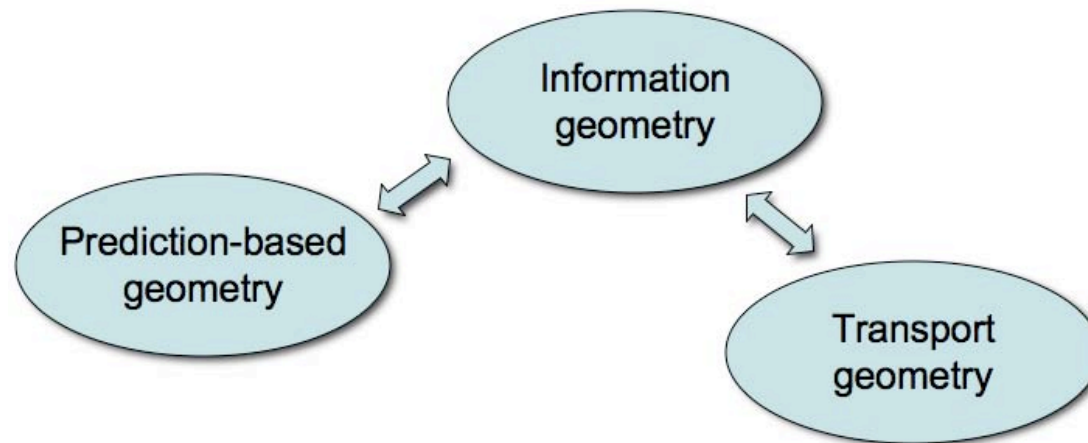 Information
geometry
Prediction-based
geometry
Transport
geometry